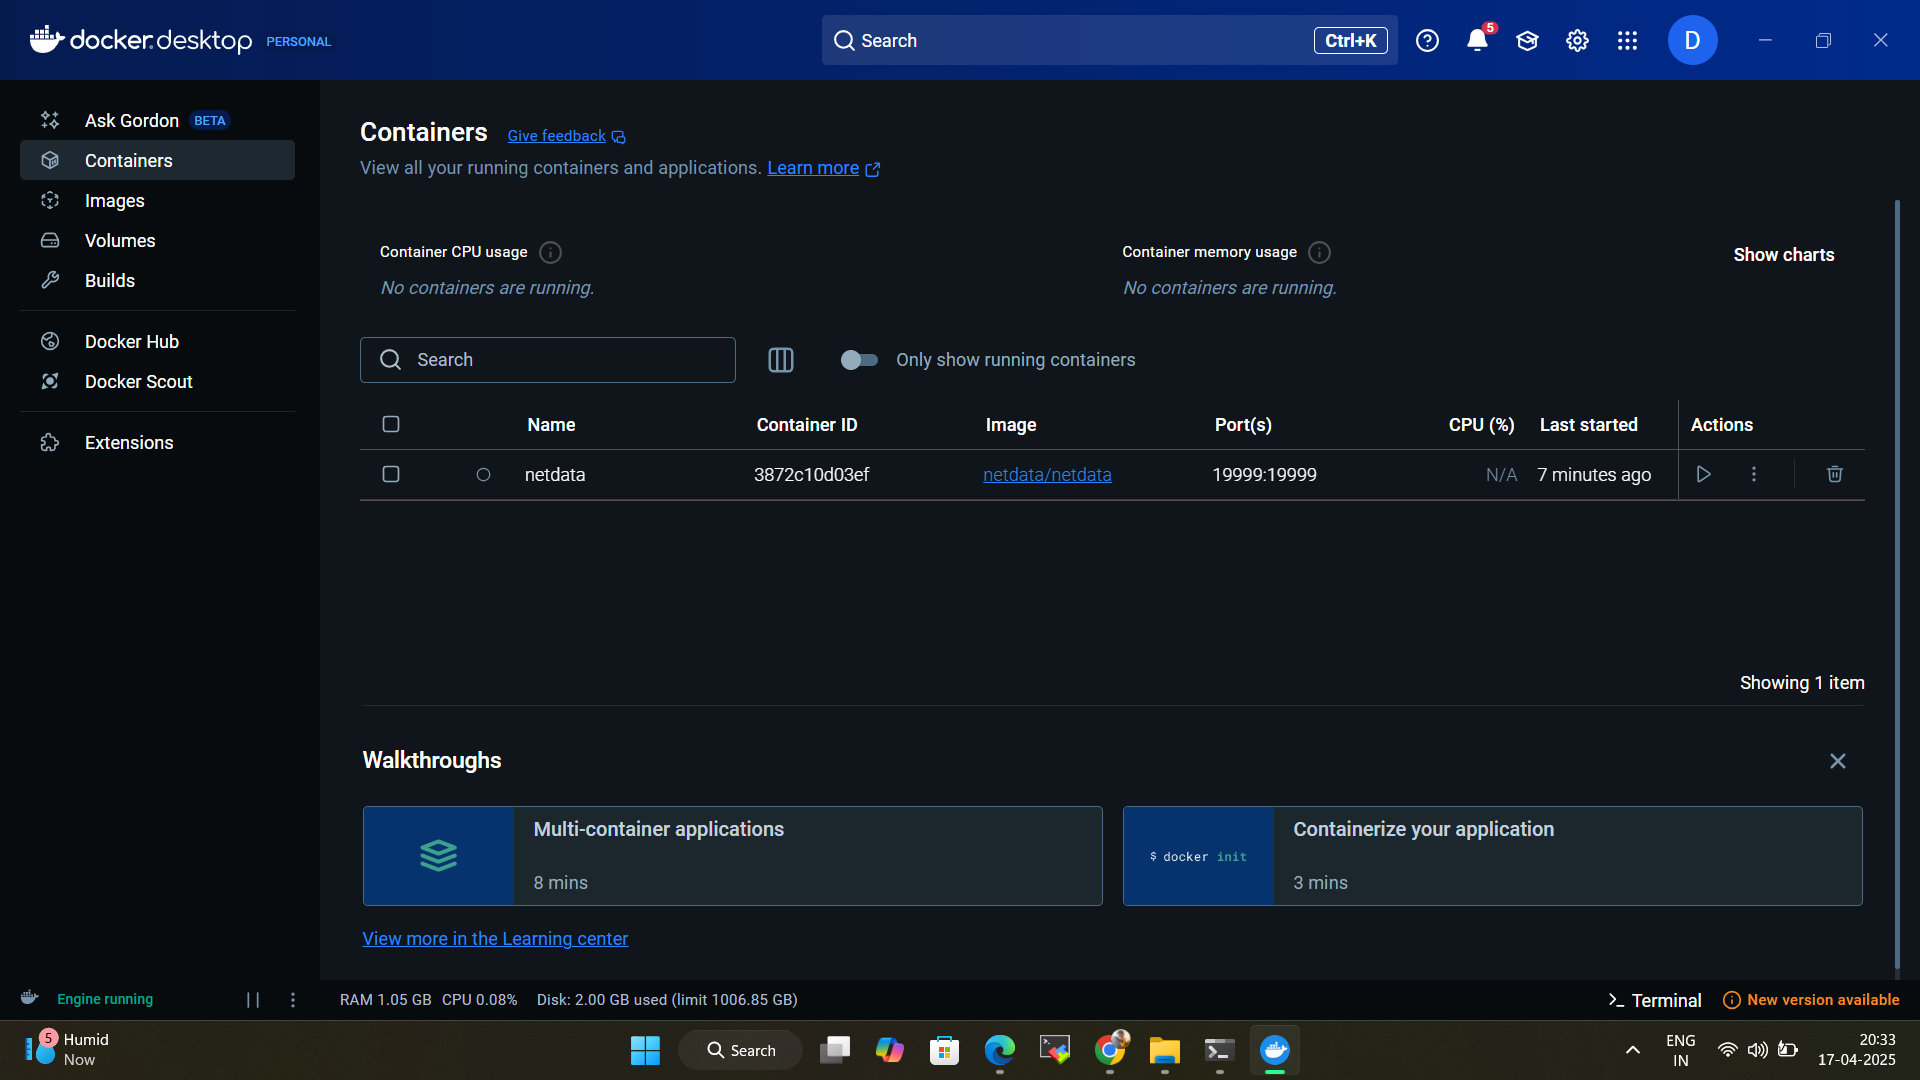 docker.desktop PERSONAL
Search Ctrl+K
5
D
Ask Gordon BETA
Containers
Images
Volumes
Builds
Docker Hub
Docker Scout
Extensions
Containers Give feedback
View all your running containers and applications. Learn more
Container CPU usage
No containers are running.
Container memory usage
No containers are running.
Show charts
Search
Only show running containers
Name Container ID Image Port(s) CPU (%) Last started Actions
netdata 3872c10d03ef netdata/netdata 19999:19999 N/A 7 minutes ago
Showing 1 item
Walkthroughs
Multi-container applications
8 mins
$ docker init
Containerize your application
3 mins
View more in the Learning center
Engine running
RAM 1.05 GB CPU 0.08% Disk: 2.00 GB used (limit 1006.85 GB)
Terminal
New version available
5
Humid
Now
Search
ENG
IN
20:33
17-04-2025